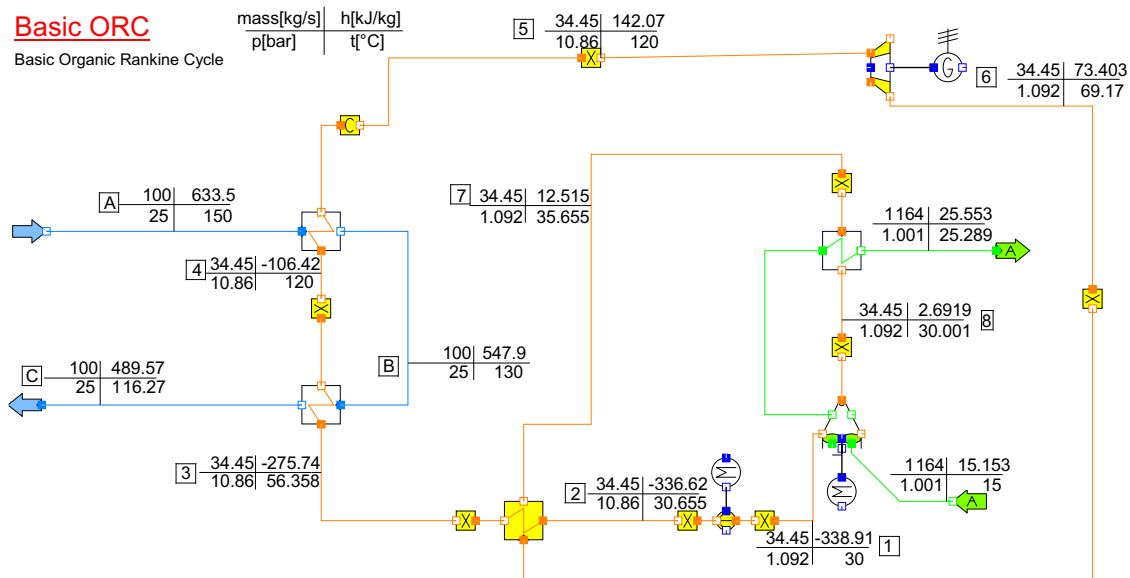 Basic ORC
Basic Organic Rankine Cycle
mass[kg/s] h[kJ/kg]
p[bar] t[°C]
5
34.45 142.07
10.86 120
G
6
34.45 73.403
1.092 69.17
C
A
100 633.5
25 150
7
34.45 12.515
1.092 35.655
1164 25.553
1.001 25.289
A
4
34.45 -106.42
10.86 120
34.45 2.6919
1.092 30.001
8
B
100 547.9
25 130
C
100 489.57
25 116.27
3
34.45 -275.74
10.86 56.358
2
34.45 -336.62
10.86 30.655
M
M
1164 15.153
1.001 15
A
34.45 -338.91
1.092 30
1